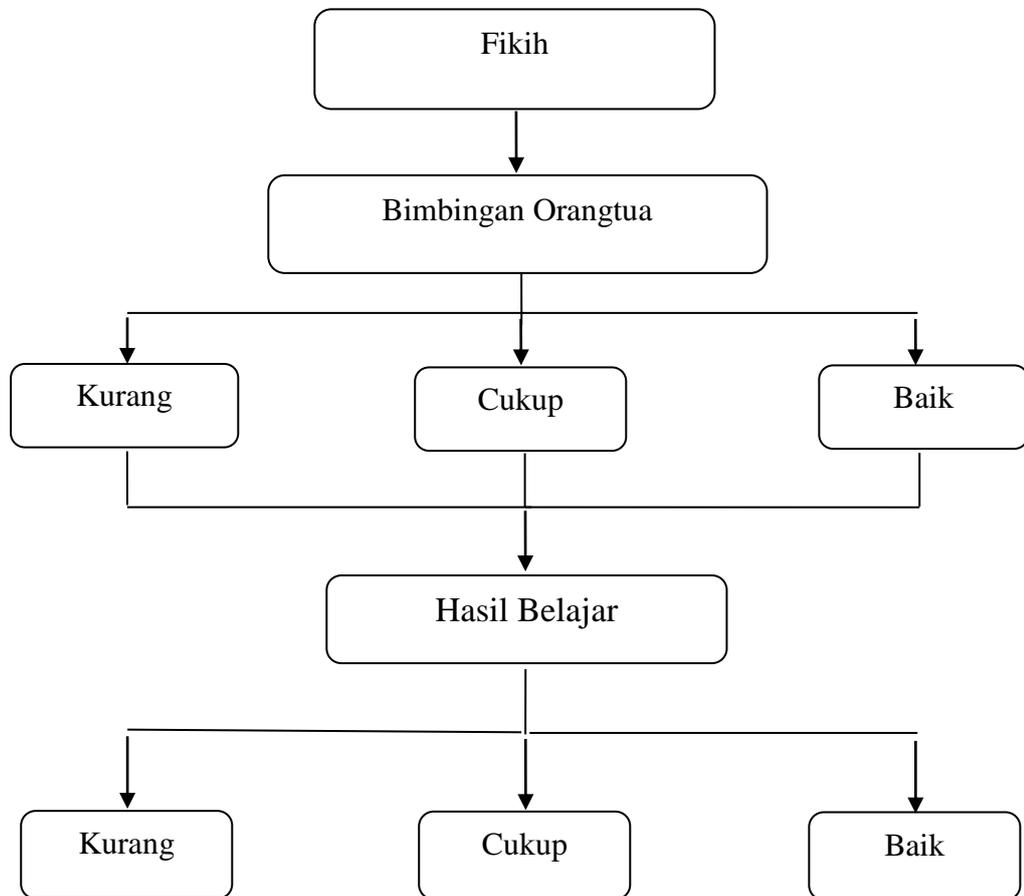 Fikih
Bimbingan Orangtua
Kurang
Cukup
Baik
Hasil Belajar
Kurang
Cukup
Baik